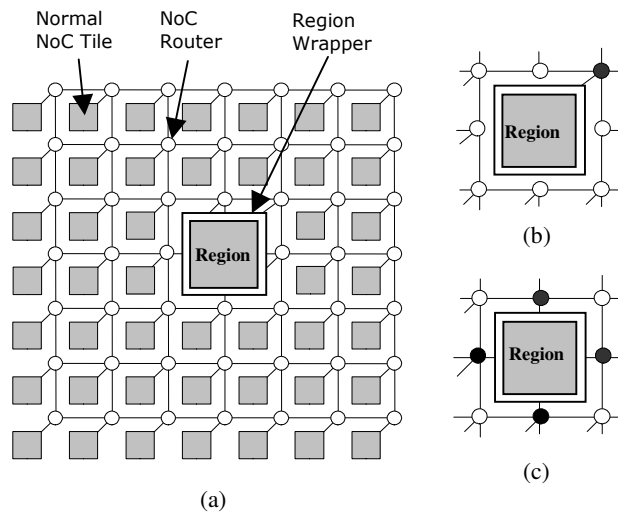 Normal
NoC Tile
NoC
Router
Region
Wrapper
Region
(a)
Region
(b)
Region
(c)